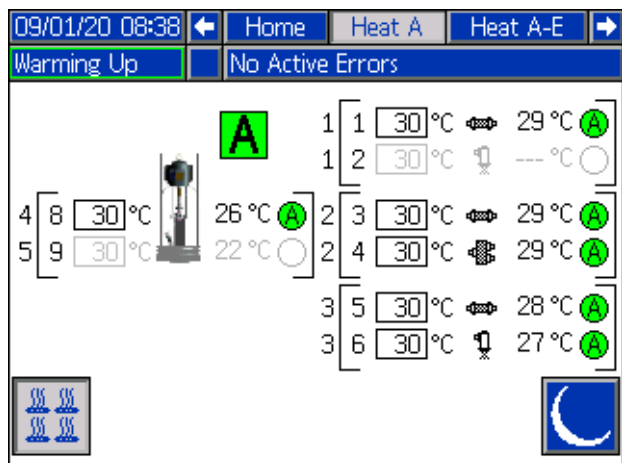 09/01/20 08:38 Home Heat A Heat A-E
Warming Up No Active Errors
A
1 1 30 °C 29 °C A
1 2 30 °C --- °C
4 8 30 °C 26 °C A 2 3 30 °C 29 °C A
5 9 30 °C 22 °C 2 4 30 °C 29 °C A
3 5 30 °C 28 °C A
3 6 30 °C 27 °C A